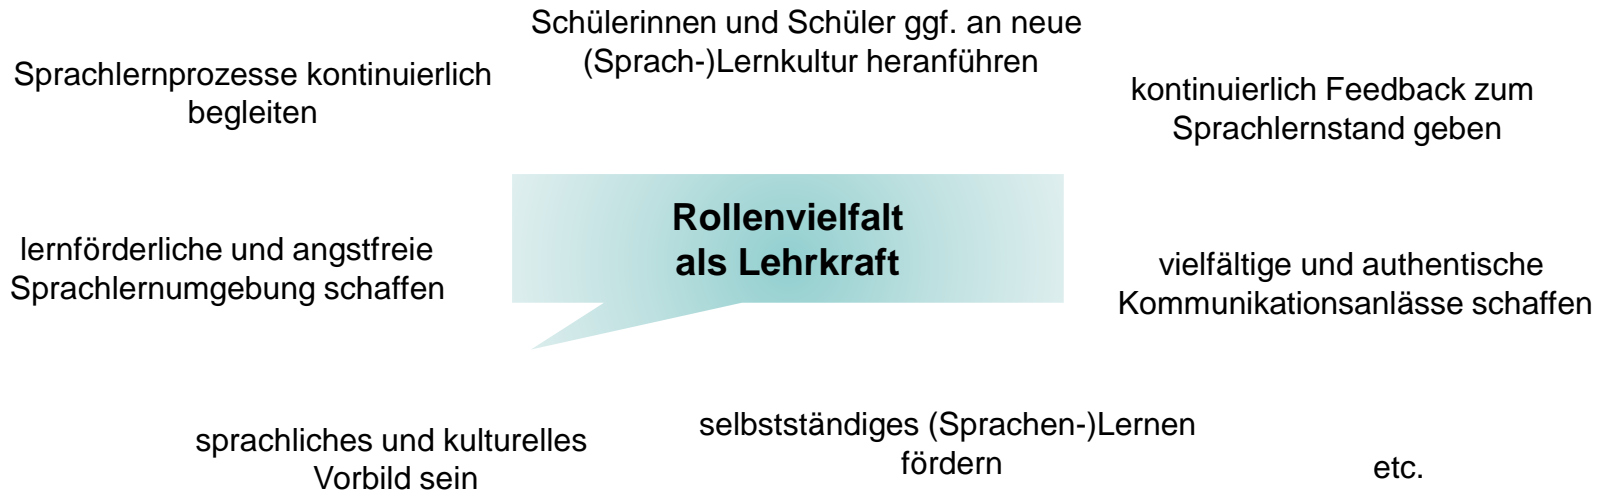 Schülerinnen und Schüler ggf. an neue
(Sprach-)Lernkultur heranführen
Sprachlernprozesse kontinuierlich
begleiten
kontinuierlich Feedback zum
Sprachlernstand geben
Rollenvielfalt
als Lehrkraft
lernförderliche und angstfreie
Sprachlernumgebung schaffen
vielfältige und authentische
Kommunikationsanlässe schaffen
sprachliches und kulturelles
Vorbild sein
selbstständiges (Sprachen-)Lernen
fördern
etc.